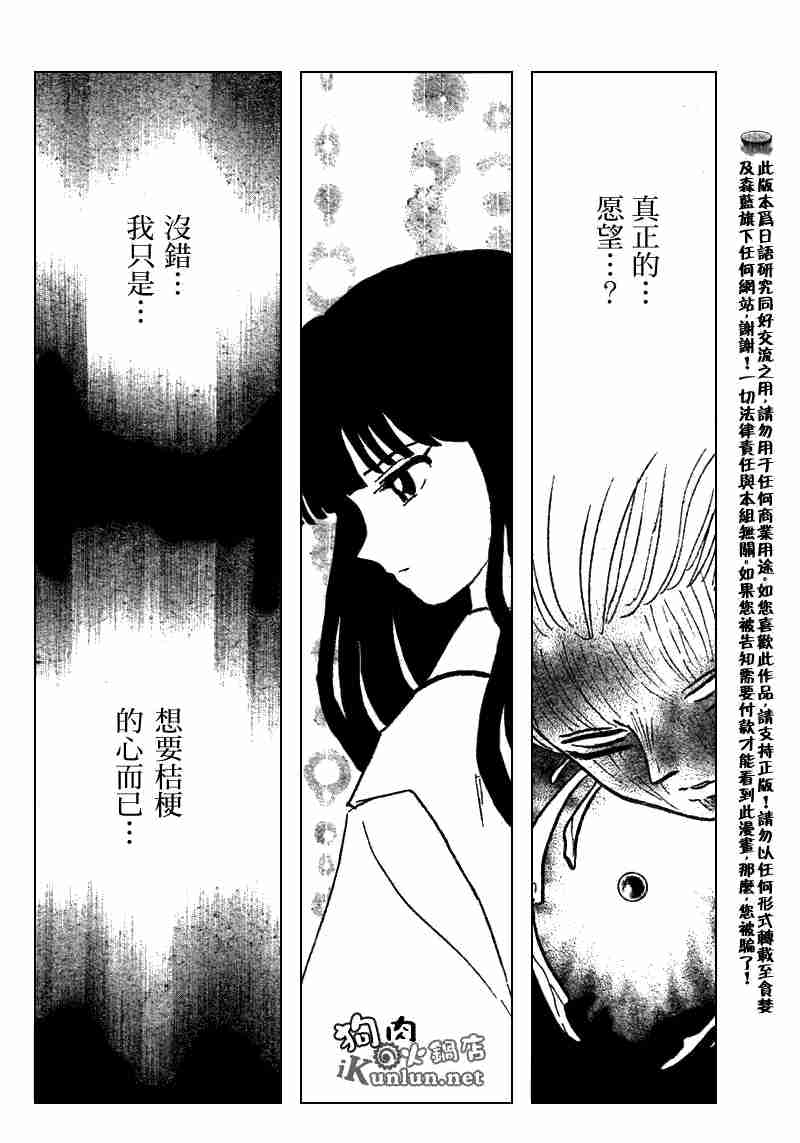 此版本爲日語研究同好交流之用，請勿用于任何商業用途。如您喜歡此作品，請支持正版！請勿以任何形式轉載至貪婪
及森藍旗下任何網站，謝謝！一切法律責任與本組無關。如果您被告知需要付款才能看到此漫畫，那麼，您被騙了！
真正的…
愿望…？
沒錯…
我只是…
想要桔梗
的心而已…
狗肉
火鍋店
iKunlun.net